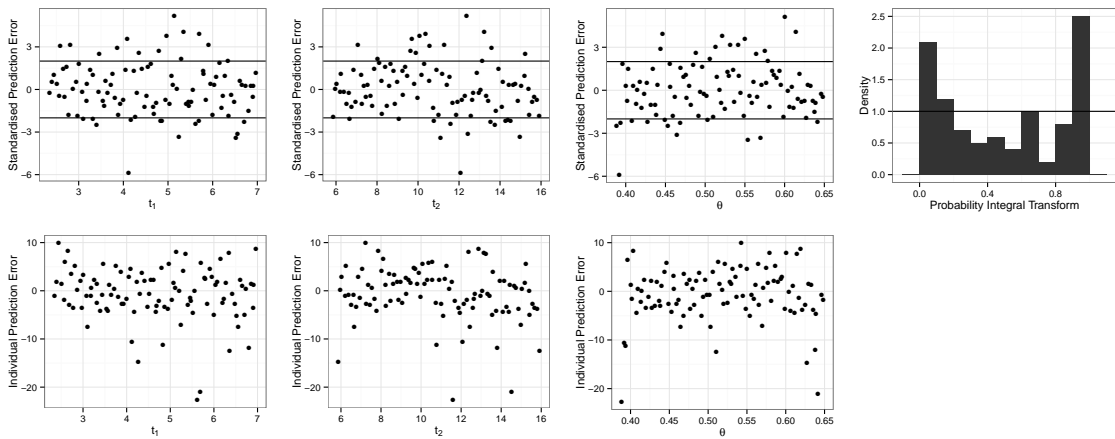 Standardised Prediction Error
3
0
−3
−6
3 4 5 6 7
t1
Standardised Prediction Error
3
0
−3
−6
6 8 10 12 14 16
t2
Standardised Prediction Error
3
0
−3
−6
0.40 0.45 0.50 0.55 0.60 0.65
θ
Density
2.5
2.0
1.5
1.0
0.5
0.0
0.0 0.4 0.8
Probability Integral Transform
Individual Prediction Error
10
0
−10
−20
3 4 5 6 7
t1
Individual Prediction Error
10
0
−10
−20
6 8 10 12 14 16
t2
Individual Prediction Error
10
0
−10
−20
0.40 0.45 0.50 0.55 0.60 0.65
θ